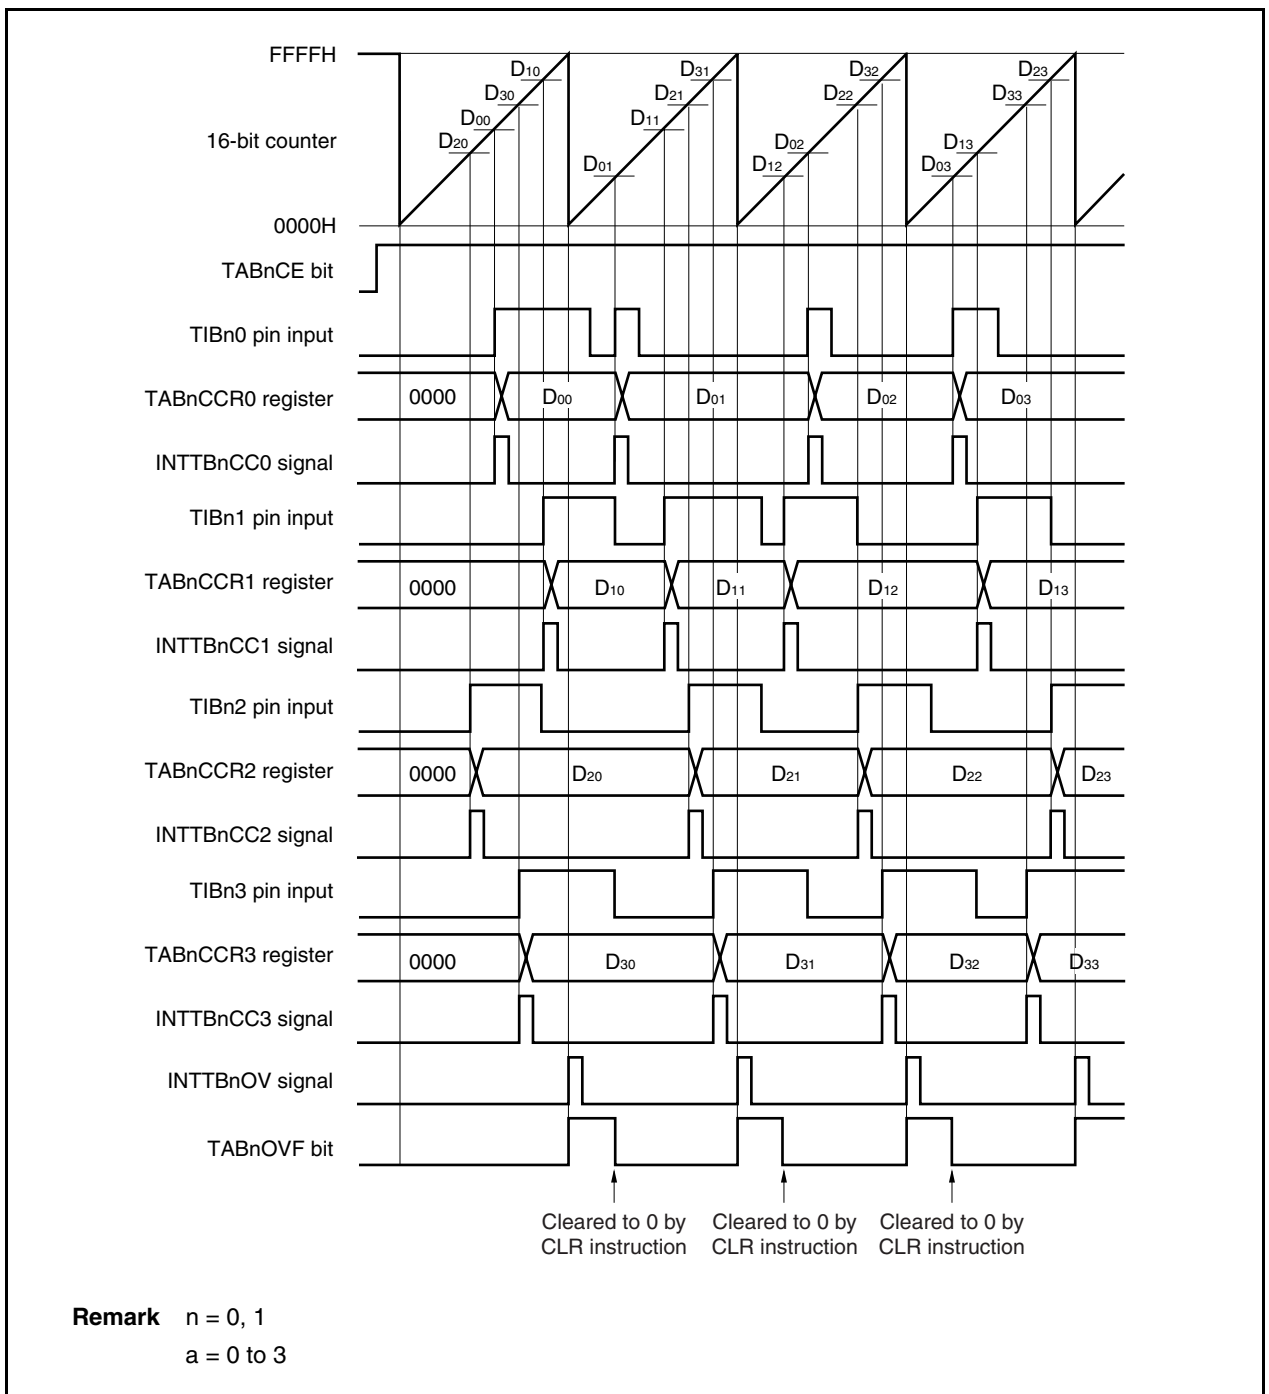 FFFFH
D10 D31 D32 D23
D30 D21 D22 D33
D00 D11
16-bit counter
D20 D02 D13
D01 D12 D03
0000H
TABnCE bit
TIBn0 pin input
TABnCCR0 register 0000 D00 D01 D02 D03
INTTBnCC0 signal
TIBn1 pin input
TABnCCR1 register 0000 D10 D11 D12 D13
INTTBnCC1 signal
TIBn2 pin input
TABnCCR2 register 0000 D20 D21 D22 D23
INTTBnCC2 signal
TIBn3 pin input
TABnCCR3 register 0000 D30 D31 D32 D33
INTTBnCC3 signal
INTTBnOV signal
TABnOVF bit
Cleared to 0 by Cleared to 0 by Cleared to 0 by
CLR instruction CLR instruction CLR instruction
Remark n = 0, 1
a = 0 to 3